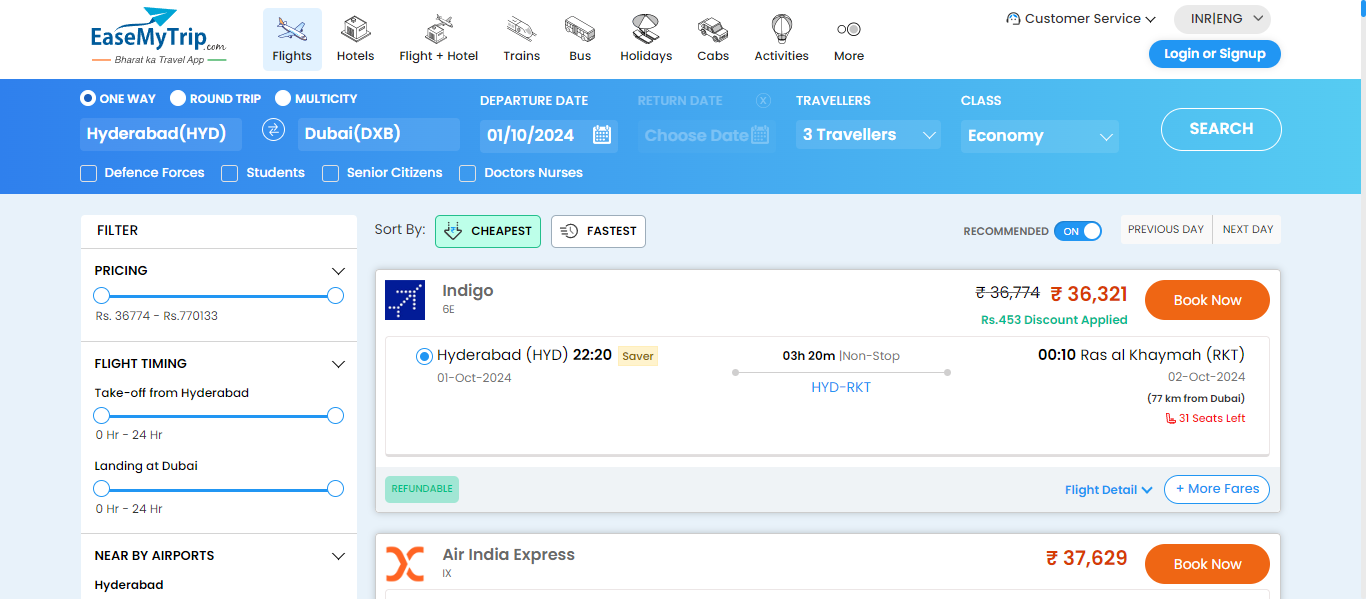 EaseMyTrip.com
Bharat ka Travel App
Flights
Hotels
Flight + Hotel
Trains
Bus
Holidays
Cabs
Activities
More
Customer Service
INR|ENG
Login or Signup
ONE WAY
ROUND TRIP
MULTICITY
DEPARTURE DATE
RETURN DATE
TRAVELLERS
CLASS
Hyderabad(HYD)
Dubai(DXB)
01/10/2024
Choose Date
3 Travellers
Economy
SEARCH
Defence Forces
Students
Senior Citizens
Doctors Nurses
FILTER
PRICING
Rs. 36774 - Rs.770133
FLIGHT TIMING
Take-off from Hyderabad
0 Hr - 24 Hr
Landing at Dubai
0 Hr - 24 Hr
NEAR BY AIRPORTS
Hyderabad
Sort By:
CHEAPEST
FASTEST
RECOMMENDED
ON
PREVIOUS DAY
NEXT DAY
Indigo
6E
₹ 36,774 ₹ 36,321
Rs.453 Discount Applied
Book Now
Hyderabad (HYD) 22:20 Saver
01-Oct-2024
03h 20m |Non-Stop
HYD-RKT
00:10 Ras al Khaymah (RKT)
02-Oct-2024
(77 km from Dubai)
31 Seats Left
REFUNDABLE
Flight Detail
+ More Fares
Air India Express
IX
₹ 37,629
Book Now